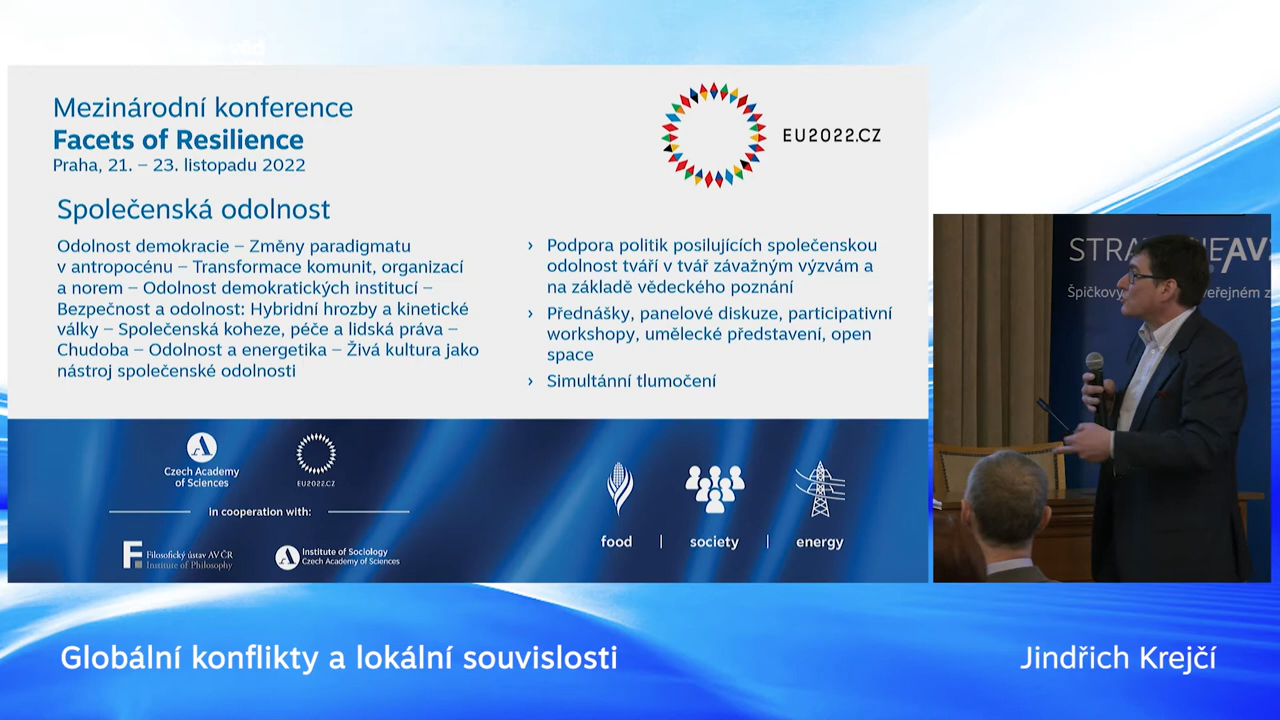 Mezinárodní konference
Facets of Resilience
Praha, 21. – 23. listopadu 2022
EU2022.CZ
Společenská odolnost
Odolnost demokracie – Změny paradigmatu
v antropocénu – Transformace komunit, organizací
a norem – Odolnost demokratických institucí –
Bezpečnost a odolnost: Hybridní hrozby a kinetické
války – Společenská koheze, péče a lidská práva –
Chudoba – Odolnost a energetika – Živá kultura jako
nástroj společenské odolnosti
› Podpora politik posilujících společenskou
odolnost tváří v tvář závažným výzvám a
na základě vědeckého poznání
› Přednášky, panelové diskuze, participativní
workshopy, umělecké představení, open
space
› Simultánní tlumočení
Czech Academy
of Sciences
EU2022.CZ
In cooperation with:
Filosofický ústav AV ČR
Institute of Philosophy
Institute of Sociology
Czech Academy of Sciences
food | society | energy
AV
Špičkový
veřejném z
Globální konflikty a lokální souvislosti
Jindřich Krejčí